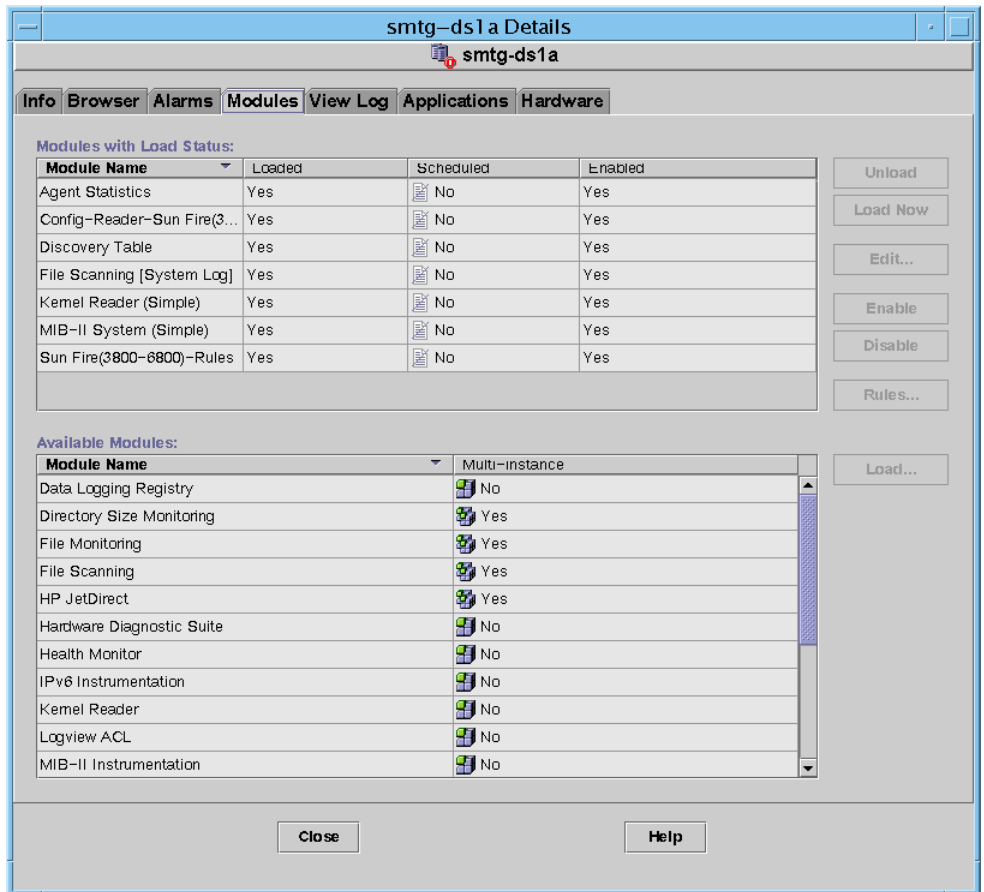 smtg-ds1a Details
smtg-ds1a
Info Browser Alarms Modules View Log Applications Hardware
Modules with Load Status:
Module Name Loaded Scheduled Enabled
Agent Statistics Yes No Yes
Config-Reader-Sun Fire(3... Yes No Yes
Discovery Table Yes No Yes
File Scanning [System Log] Yes No Yes
Kernel Reader (Simple) Yes No Yes
MIB-II System (Simple) Yes No Yes
Sun Fire(3800-6800)-Rules Yes No Yes
Unload
Load Now
Edit...
Enable
Disable
Rules...
Available Modules:
Module Name Multi-Instance
Data Logging Registry No
Directory Size Monitoring Yes
File Monitoring Yes
File Scanning Yes
HP JetDirect Yes
Hardware Diagnostic Suite No
Health Monitor No
IPv6 Instrumentation No
Kernel Reader No
Logview ACL No
MIB-II Instrumentation No
Load...
Close Help